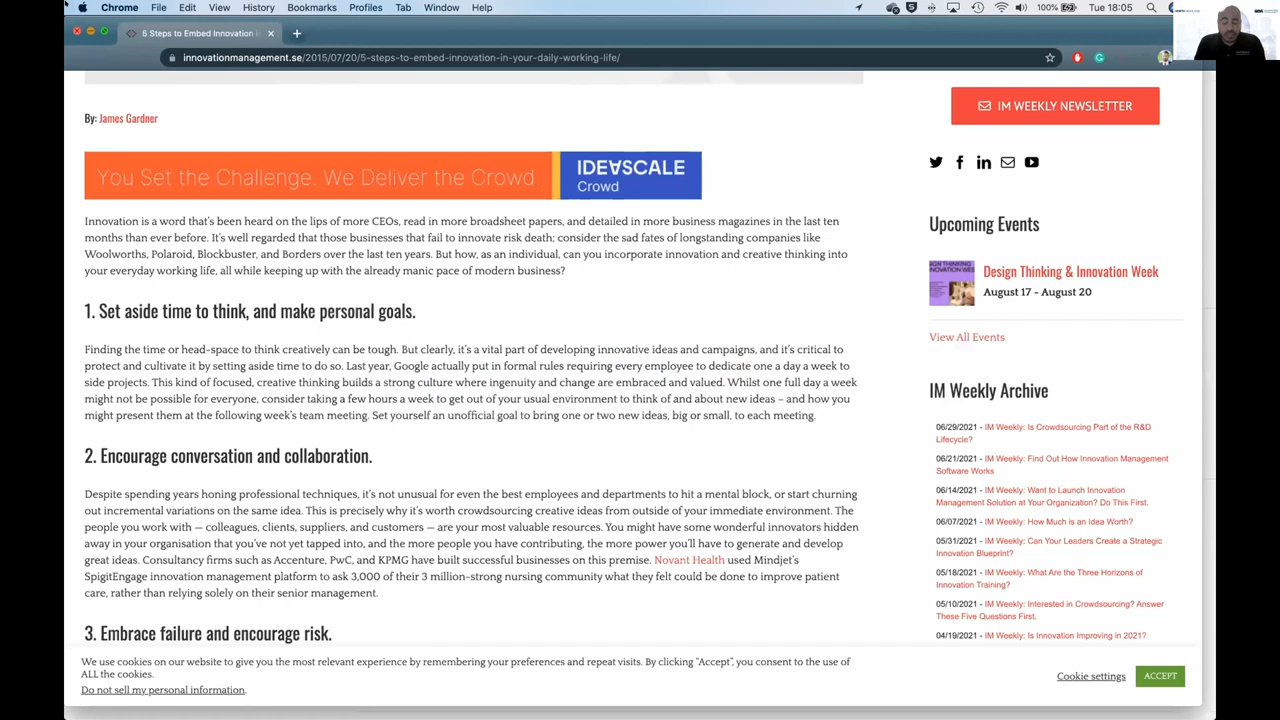 Chrome File Edit View History Bookmarks Profiles Tab Window Help
100% Tue 18:05
5 Steps to Embed Innovation i
innovationmanagement.se/2015/07/20/5-steps-to-embed-innovation-in-your-daily-working-life/
By: James Gardner
You Set the Challenge. We Deliver the Crowd.
IDEASCALE
Crowd
Innovation is a word that's been heard on the lips of more CEOs, read in more broadsheet papers, and detailed in more business magazines in the last ten
months than ever before. It's well regarded that those businesses that fail to innovate risk death; consider the sad fates of longstanding companies like
Woolworths, Polaroid, Blockbuster, and Borders over the last ten years. But how, as an individual, can you incorporate innovation and creative thinking into
your everyday working life, all while keeping up with the already manic pace of modern business?
1. Set aside time to think, and make personal goals.
Finding the time or head-space to think creatively can be tough. But clearly, it's a vital part of developing innovative ideas and campaigns, and it's critical to
protect and cultivate it by setting aside time to do so. Last year, Google actually put in formal rules requiring every employee to dedicate one a day a week to
side projects. This kind of focused, creative thinking builds a strong culture where ingenuity and change are embraced and valued. Whilst one full day a week
might not be possible for everyone, consider taking a few hours a week to get out of your usual environment to think of and about new ideas – and how you
might present them at the following week's team meeting. Set yourself an unofficial goal to bring one or two new ideas, big or small, to each meeting.
2. Encourage conversation and collaboration.
Despite spending years honing professional techniques, it's not unusual for even the best employees and departments to hit a mental block, or start churning
out incremental variations on the same idea. This is precisely why it's worth crowdsourcing creative ideas from outside of your immediate environment. The
people you work with — colleagues, clients, suppliers, and customers — are your most valuable resources. You might have some wonderful innovators hidden
away in your organisation that you've not yet tapped into, and the more people you have contributing, the more power you'll have to generate and develop
great ideas. Consultancy firms such as Accenture, PwC, and KPMG have built successful businesses on this premise. Novant Health used Mindjet's
SpigitEngage innovation management platform to ask 3,000 of their 3 million-strong nursing community what they felt could be done to improve patient
care, rather than relying solely on their senior management.
3. Embrace failure and encourage risk.
IM WEEKLY NEWSLETTER
Upcoming Events
Design Thinking & Innovation Week
August 17 - August 20
View All Events
IM Weekly Archive
06/29/2021 - IM Weekly: Is Crowdsourcing Part of the R&D
Lifecycle?
06/21/2021 - IM Weekly: Find Out How Innovation Management
Software Works
06/14/2021 - IM Weekly: Want to Launch Innovation
Management Solution at Your Organization? Do This First.
06/07/2021 - IM Weekly: How Much is an Idea Worth?
05/31/2021 - IM Weekly: Can Your Leaders Create a Strategic
Innovation Blueprint?
05/18/2021 - IM Weekly: What Are the Three Horizons of
Innovation Training?
05/10/2021 - IM Weekly: Interested in Crowdsourcing? Answer
These Five Questions First.
04/19/2021 - IM Weekly: Is Innovation Improving in 2021?
We use cookies on our website to give you the most relevant experience by remembering your preferences and repeat visits. By clicking "Accept", you consent to the use of
ALL the cookies.
Do not sell my personal information.
Cookie settings
ACCEPT